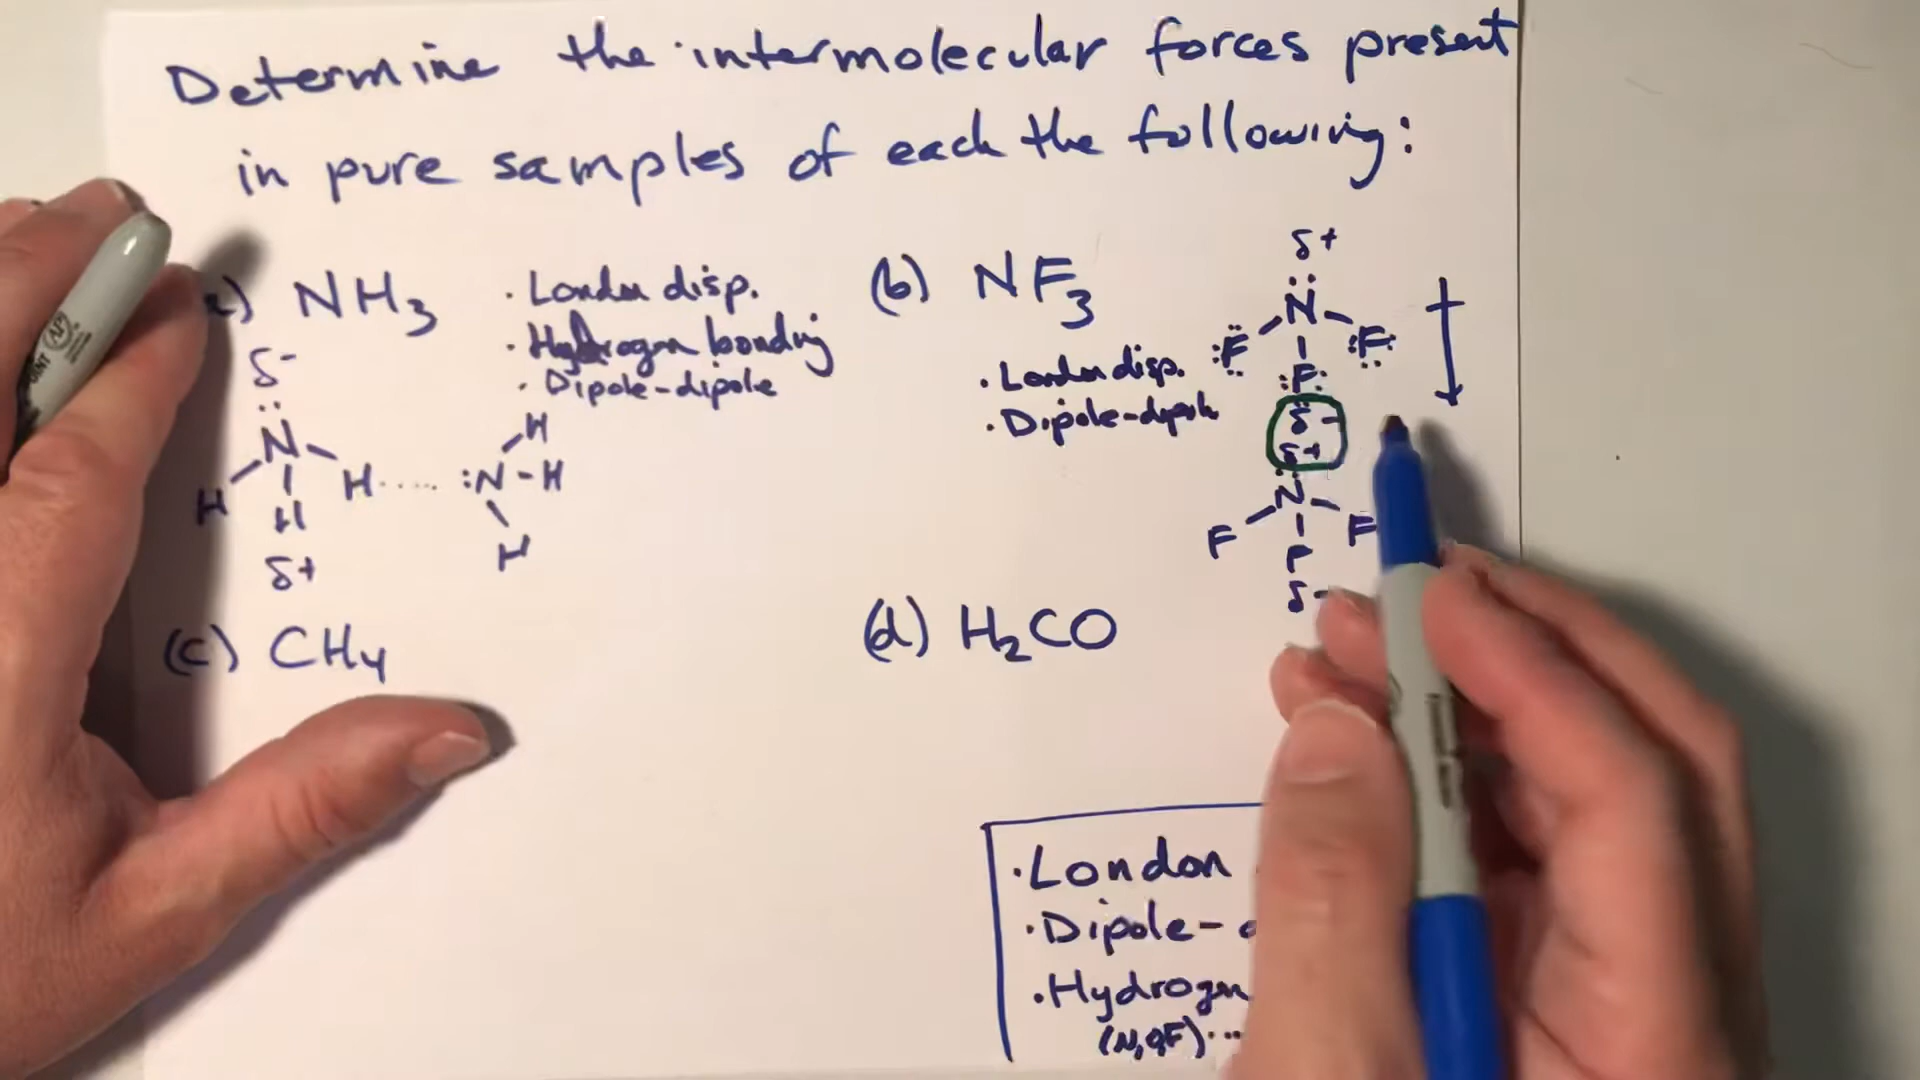 Determine the intermolecular forces present
in pure samples of each the following:
) NH3
· London disp.
· Hydrogen bonding
· Dipole-dipole
δ-
N H H H
δ+
:N H H H
(b) NF3
· London disp.
· Dipole-dipole
δ+
N F F F
δ-
δ+
N F F F
δ-
(c) CH4
(d) H2CO
· London
· Dipole-
· Hydrogen
(N,O,F)...